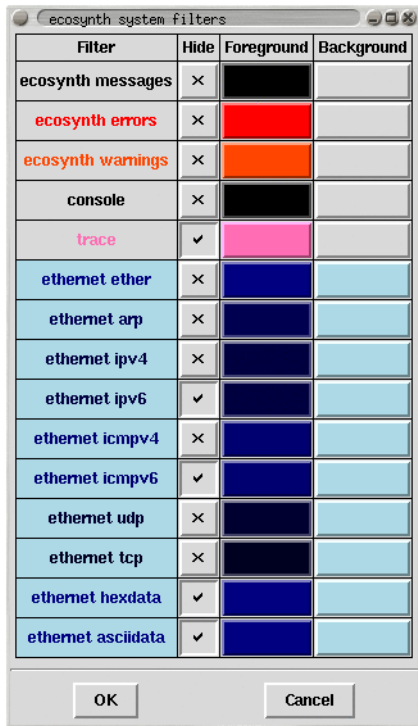 ecosynth system filters
Filter Hide Foreground Background
ecosynth messages
ecosynth errors
ecosynth warnings
console
trace
ethernet ether
ethernet arp
ethernet ipv4
ethernet ipv6
ethernet icmpv4
ethernet icmpv6
ethernet udp
ethernet tcp
ethernet hexdata
ethernet asciidata
OK Cancel